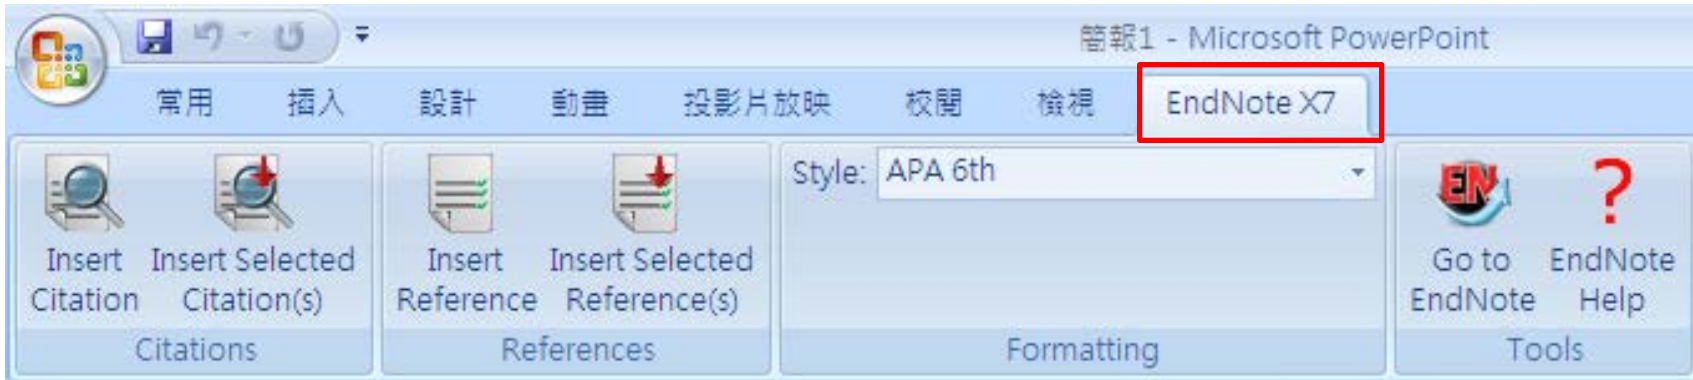 簡報1 - Microsoft PowerPoint
常用 插入 設計 動畫 投影片放映 校閱 檢視 EndNote X7
Style: APA 6th
EN
Insert Citation
Insert Selected Citation(s)
Insert Reference
Insert Selected Reference(s)
Go to EndNote
EndNote Help
Citations References Formatting Tools